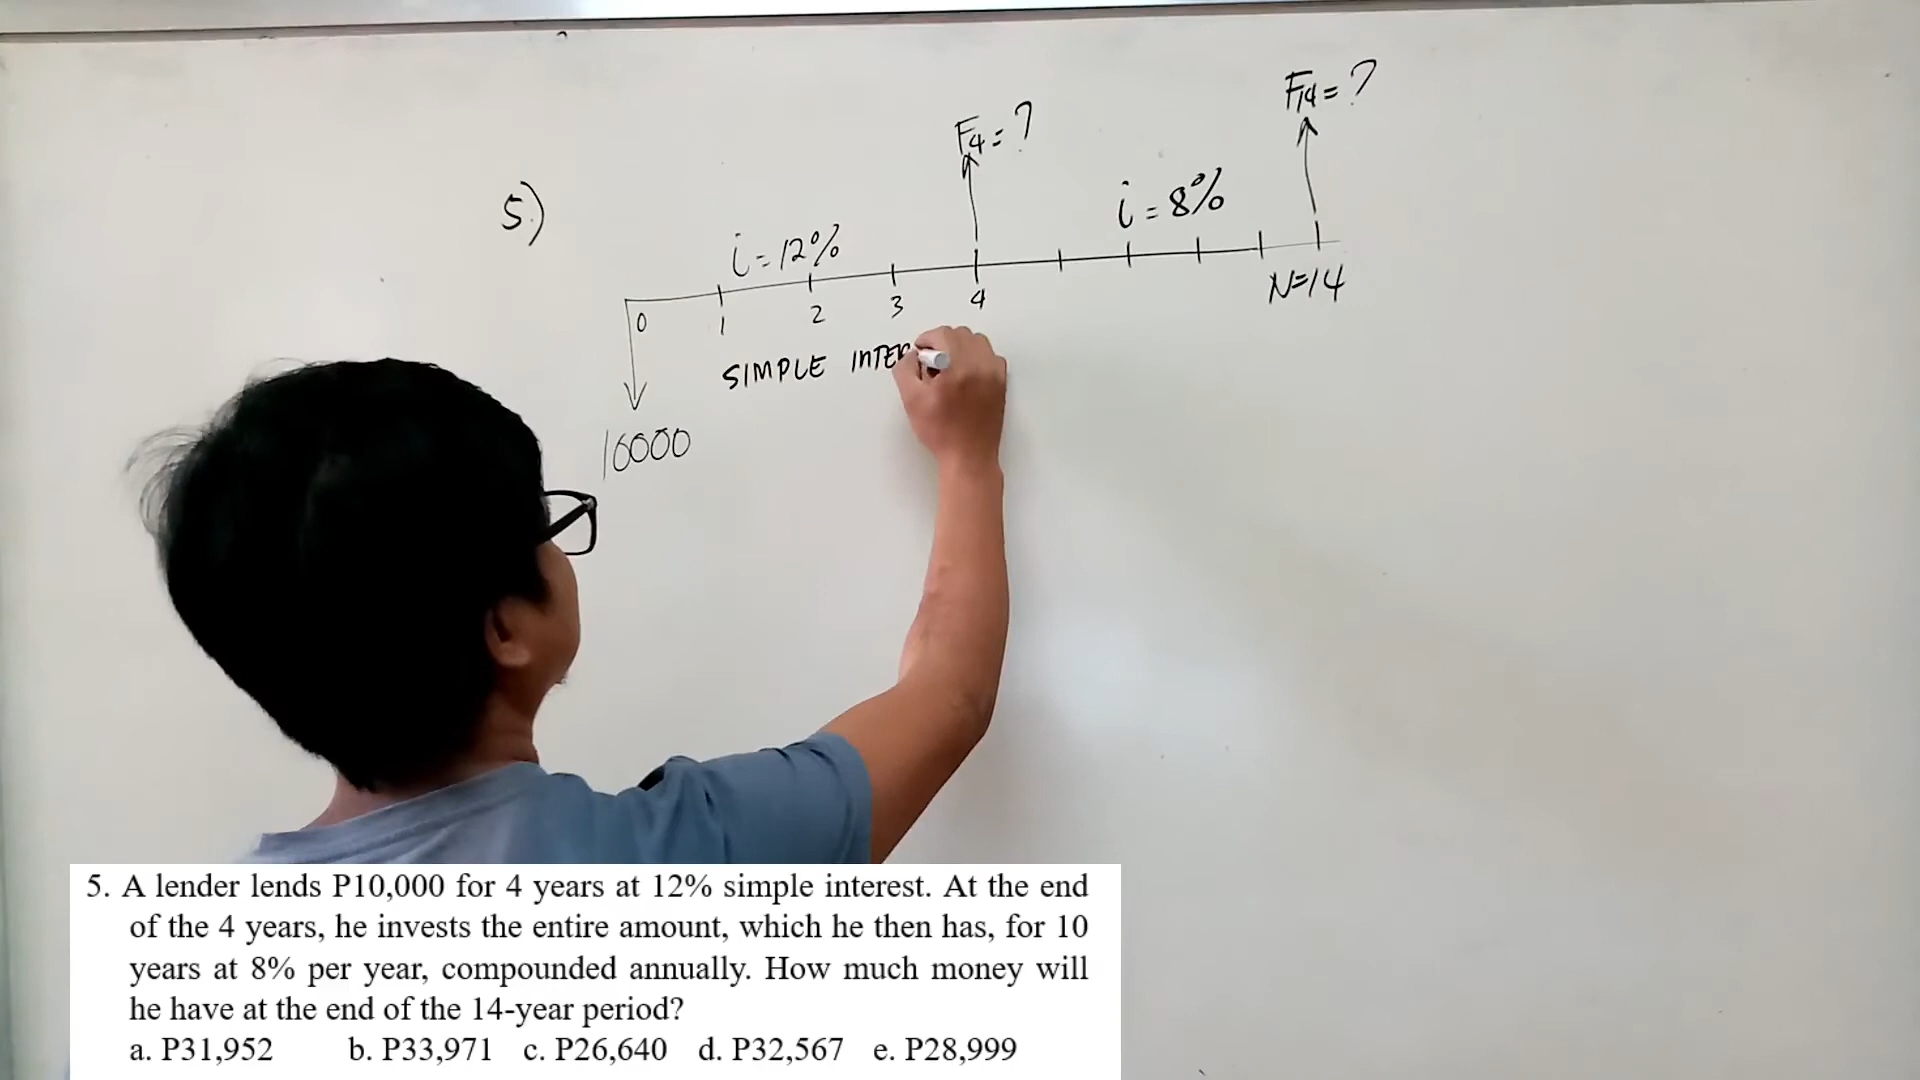 F14 = ?
F4 = ?
5.)
i = 8%
i = 12%
0 1 2 3 4 N=14
SIMPLE INTER
10000
5. A lender lends P10,000 for 4 years at 12% simple interest. At the end
of the 4 years, he invests the entire amount, which he then has, for 10
years at 8% per year, compounded annually. How much money will
he have at the end of the 14-year period?
a. P31,952 b. P33,971 c. P26,640 d. P32,567 e. P28,999